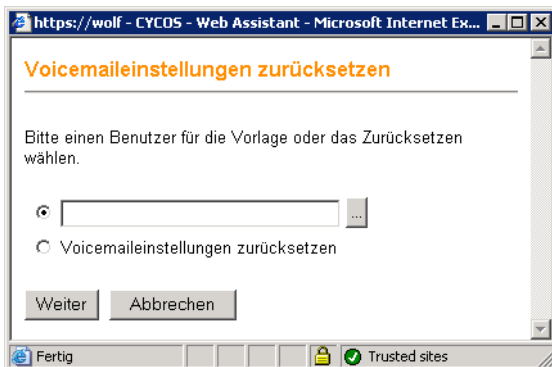 https://wolf - CYCOS - Web Assistant - Microsoft Internet Ex...
Voicemaileinstellungen zurücksetzen
Bitte einen Benutzer für die Vorlage oder das Zurücksetzen
wählen.
...
Voicemaileinstellungen zurücksetzen
Weiter Abbrechen
Fertig Trusted sites